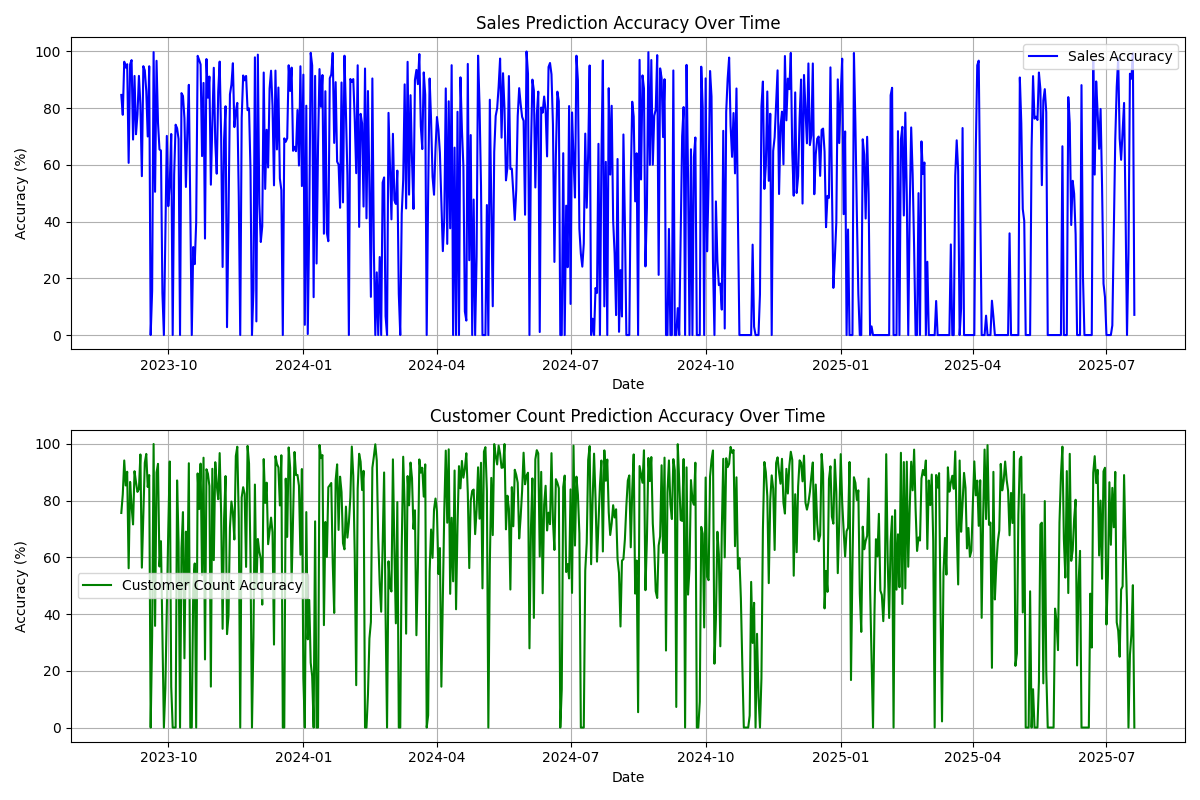 Sales Prediction Accuracy Over Time
Accuracy (%)
100
80
60
40
20
0
Sales Accuracy
2023-10 2024-01 2024-04 2024-07 2024-10 2025-01 2025-04 2025-07
Date
Customer Count Prediction Accuracy Over Time
Accuracy (%)
100
80
60
40
20
0
Customer Count Accuracy
2023-10 2024-01 2024-04 2024-07 2024-10 2025-01 2025-04 2025-07
Date